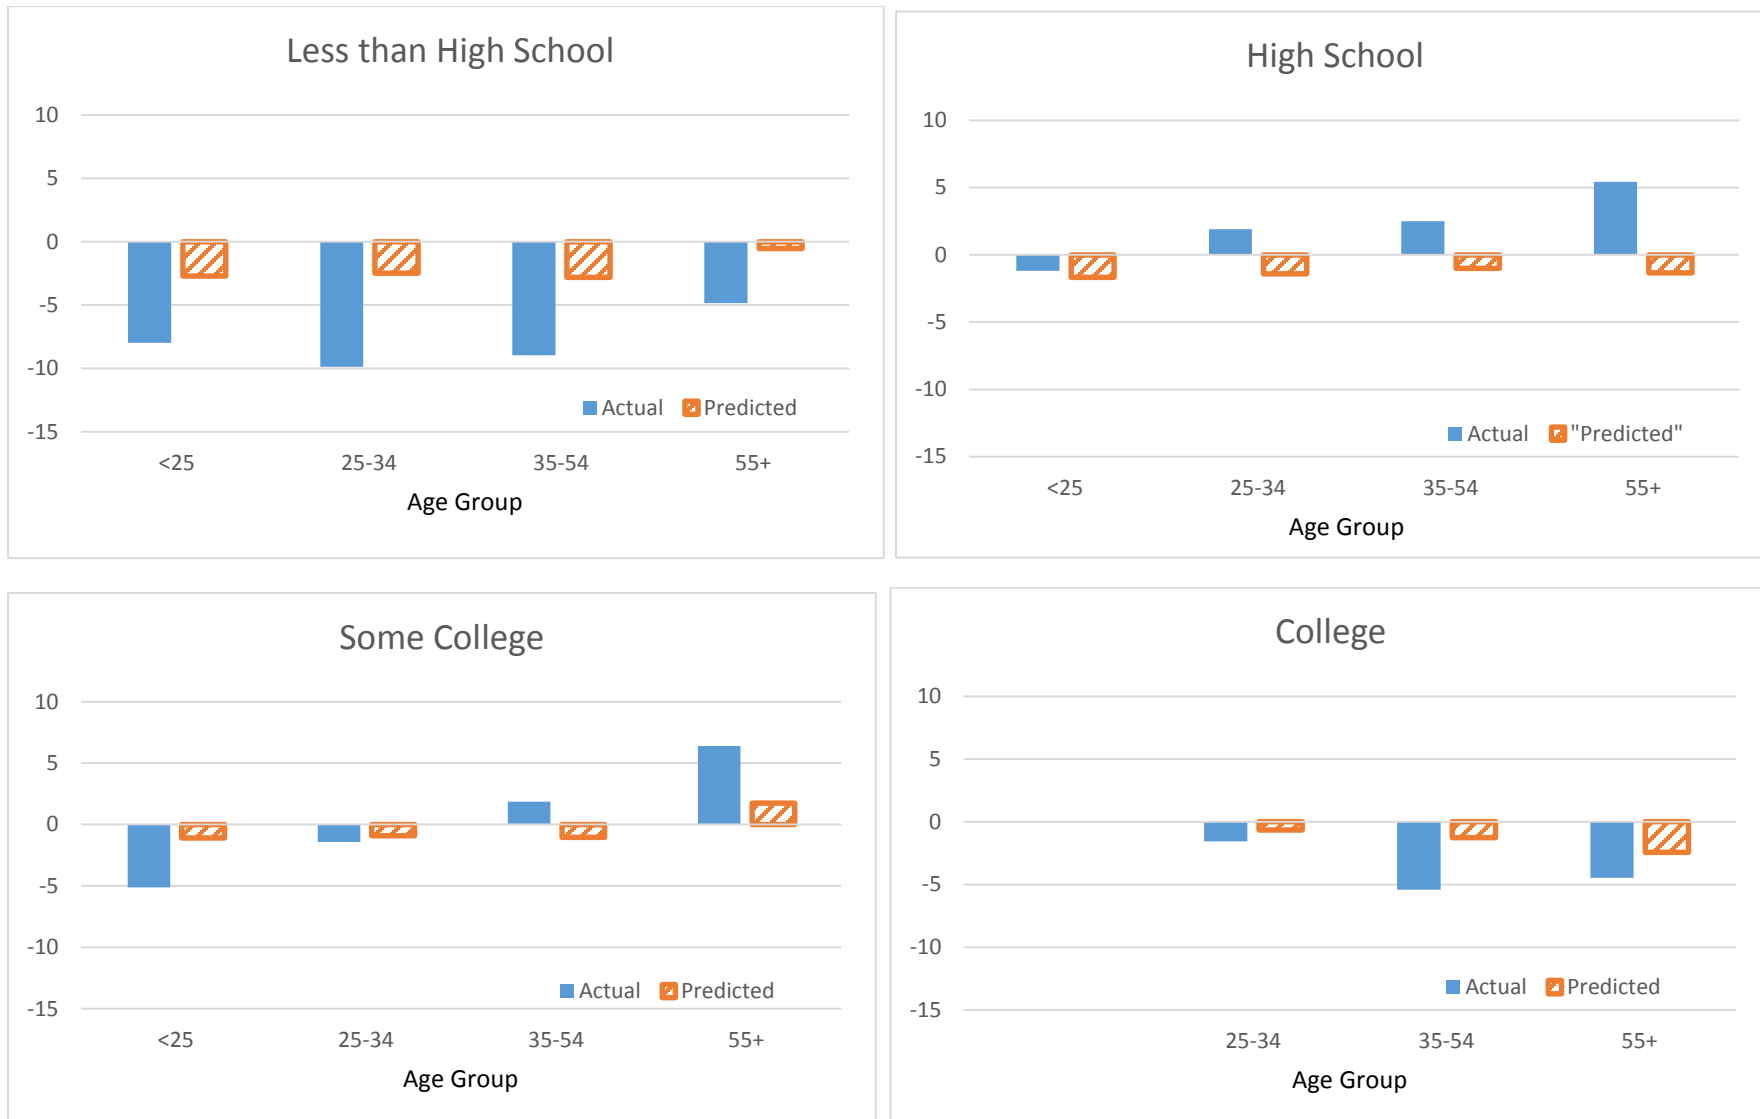 Less than High School
10
5
0
-5
-10
-15
Actual Predicted
<25 25-34 35-54 55+
Age Group
High School
10
5
0
-5
-10
-15
Actual "Predicted"
<25 25-34 35-54 55+
Age Group
Some College
10
5
0
-5
-10
-15
Actual Predicted
<25 25-34 35-54 55+
Age Group
College
10
5
0
-5
-10
-15
Actual Predicted
25-34 35-54 55+
Age Group